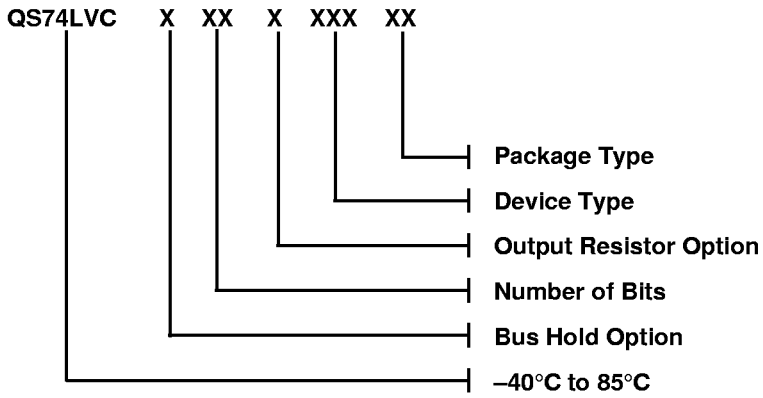 QS74LVC X XX X XXX XX
Package Type
Device Type
Output Resistor Option
Number of Bits
Bus Hold Option
–40°C to 85°C